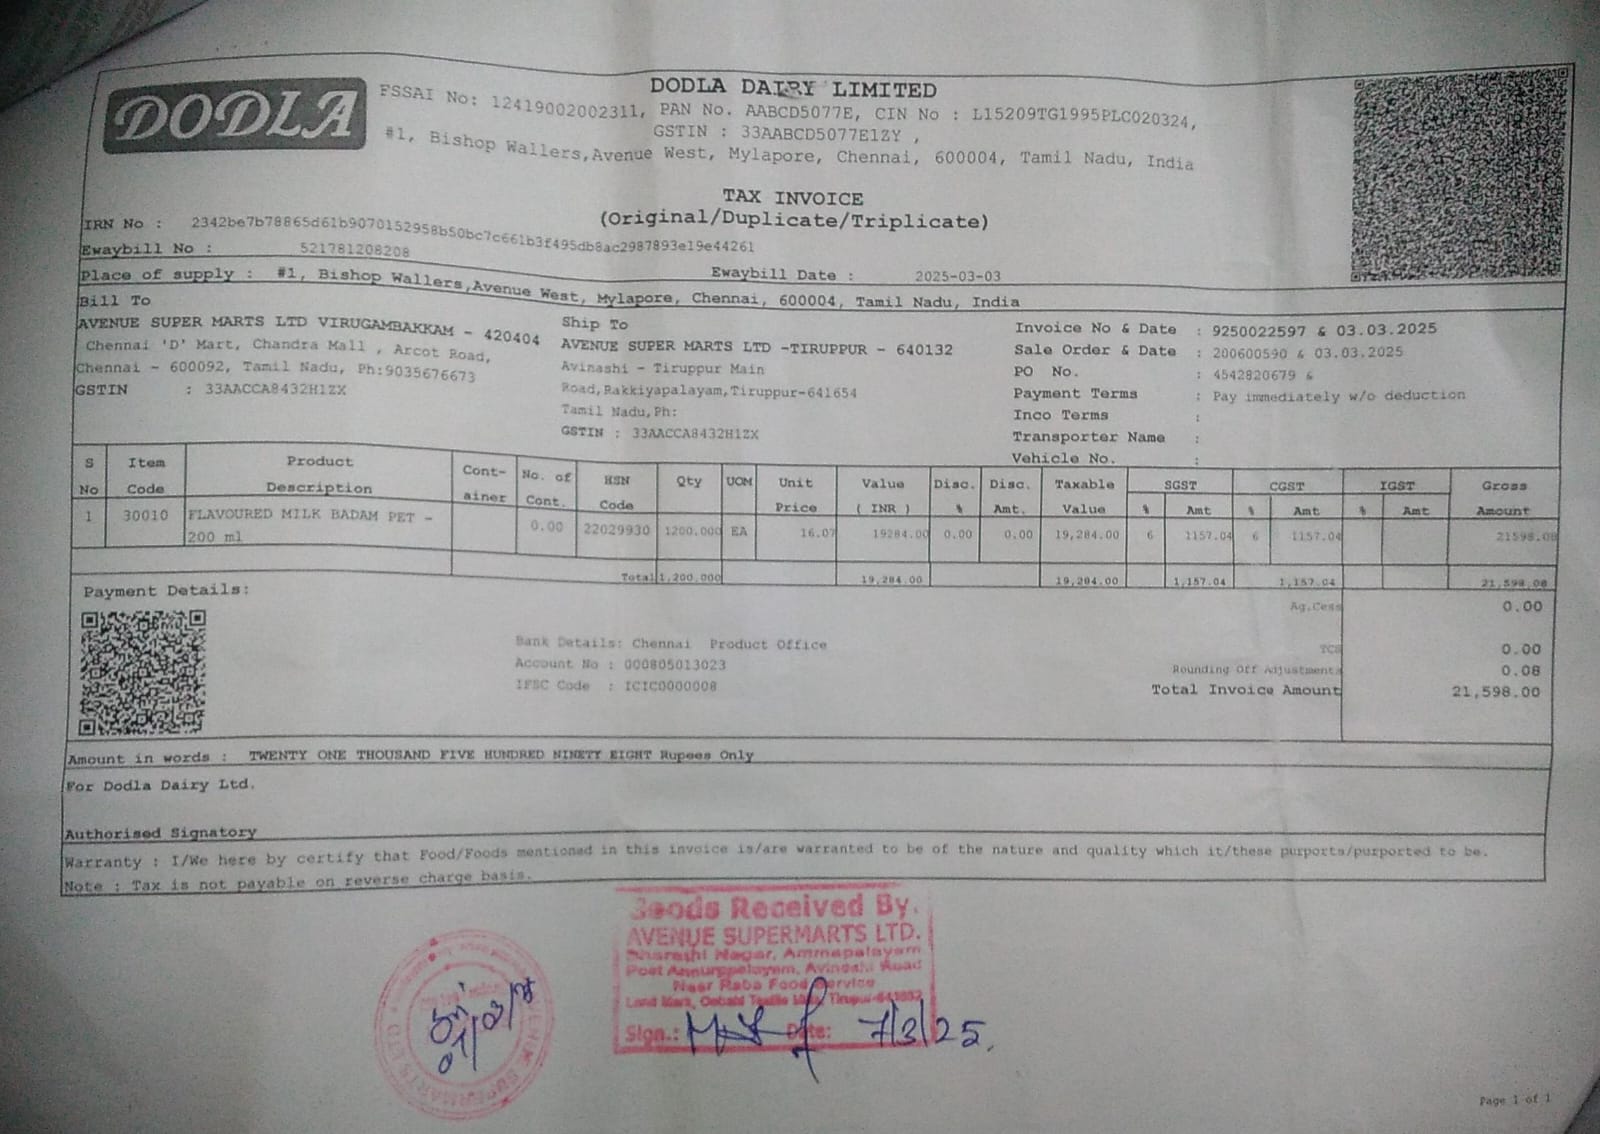 DODLA
DODLA DAIRY LIMITED
FSSAI No: 12419002002311, PAN No. AABCD5077E, CIN No : L15209TG1995PLC020324,
GSTIN : 33AABCD5077E1ZY ,
#1, Bishop Wallers,Avenue West, Mylapore, Chennai, 600004, Tamil Nadu, India
TAX INVOICE
(Original/Duplicate/Triplicate)
IRN No : 2342be7b78865d61b9070152958b50bc7c661b3f495db8ac2987893e19e44261
Ewaybill No : 521781208208 Ewaybill Date : 2025-03-03
Place of supply : #1, Bishop Wallers,Avenue West, Mylapore, Chennai, 600004, Tamil Nadu, India
Bill To
AVENUE SUPER MARTS LTD VIRUGAMBAKKAM - 420404
Chennai 'D' Mart, Chandra Mall , Arcot Road,
Chennai - 600092, Tamil Nadu, Ph:9035676673
GSTIN : 33AACCA8432H1ZX
Ship To
AVENUE SUPER MARTS LTD -TIRUPPUR - 640132
Avinashi - Tiruppur Main
Road,Rakkiyapalayam,Tiruppur-641654
Tamil Nadu,Ph:
GSTIN : 33AACCA8432H1ZX
Invoice No & Date : 9250022597 & 03.03.2025
Sale Order & Date : 200600590 & 03.03.2025
PO No. : 4542820679 &
Payment Terms : Pay immediately w/o deduction
Inco Terms :
Transporter Name :
Vehicle No. :
S No Item Code Product Description Cont-ainer No. of Cont. HSN Code Qty UOM Unit Price Value ( INR ) Disc. % Disc. Amt. Taxable Value SGST % Amt CGST % Amt IGST % Amt Gross Amount
1 30010 FLAVOURED MILK BADAM PET - 200 ml 0.00 22029930 1200.000 EA 16.07 19284.00 0.00 0.00 19,284.00 6 1157.04 6 1157.04 21598.08
Total 1,200.000 19,284.00 19,284.00 1,157.04 1,157.04 21,598.08
Payment Details:
Bank Details: Chennai Product Office
Account No : 000805013023
IFSC Code : ICIC0000008
Ag.Cess 0.00
TCS 0.00
Rounding Off Adjustments 0.08
Total Invoice Amount 21,598.00
Amount in words : TWENTY ONE THOUSAND FIVE HUNDRED NINETY EIGHT Rupees Only
For Dodla Dairy Ltd.
Authorised Signatory
Warranty : I/We here by certify that Food/Foods mentioned in this invoice is/are warranted to be of the nature and quality which it/these purports/purported to be.
Note : Tax is not payable on reverse charge basis.
Goods Received By.
AVENUE SUPERMARTS LTD.
Bharathi Nagar, Ammapalayam
Near Raba Food Service
Sign.: Date: 7/3/25.
Page 1 of 1